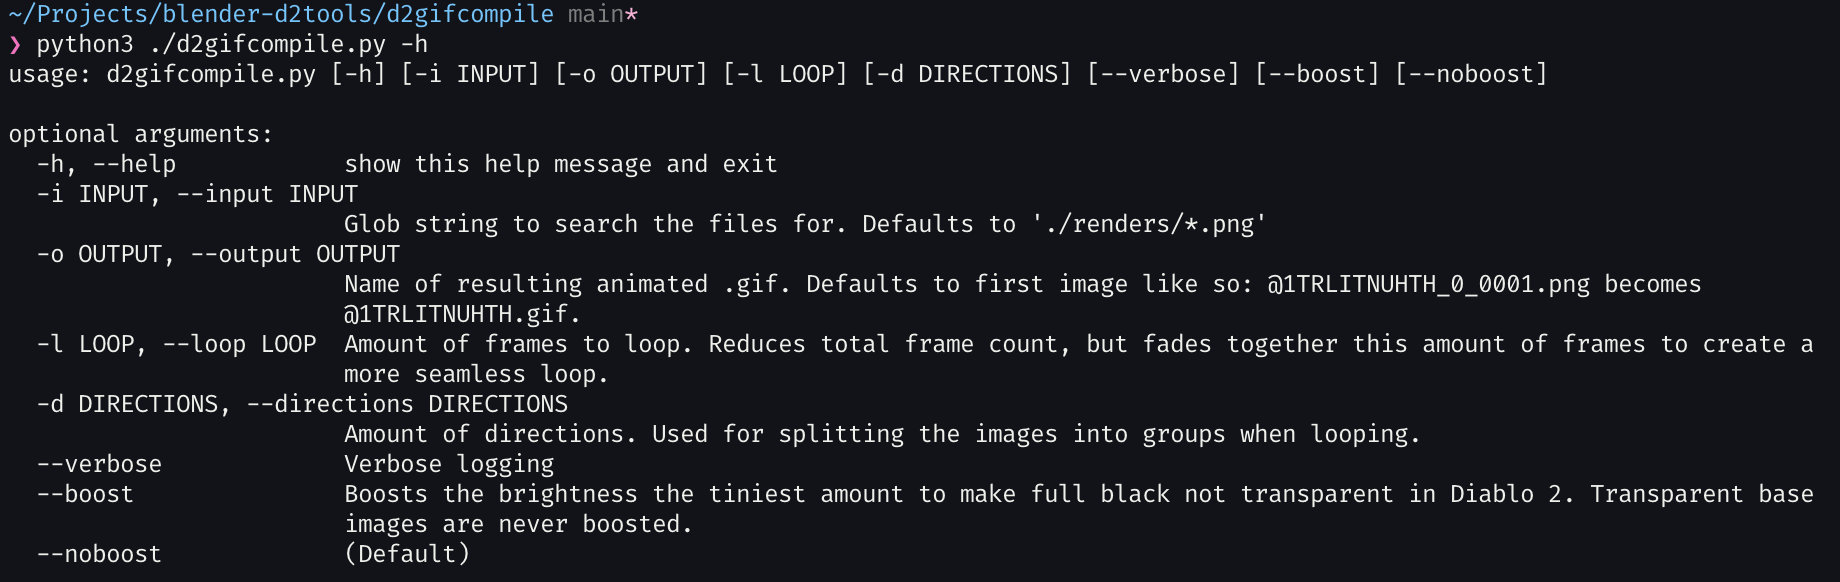 ~/Projects/blender-d2tools/d2gifcompile main*
❯ python3 ./d2gifcompile.py -h
usage: d2gifcompile.py [-h] [-i INPUT] [-o OUTPUT] [-l LOOP] [-d DIRECTIONS] [--verbose] [--boost] [--noboost]

optional arguments:
  -h, --help            show this help message and exit
  -i INPUT, --input INPUT
                        Glob string to search the files for. Defaults to './renders/*.png'
  -o OUTPUT, --output OUTPUT
                        Name of resulting animated .gif. Defaults to first image like so: @1TRLITNUHTH_0_0001.png becomes
                        @1TRLITNUHTH.gif.
  -l LOOP, --loop LOOP  Amount of frames to loop. Reduces total frame count, but fades together this amount of frames to create a
                        more seamless loop.
  -d DIRECTIONS, --directions DIRECTIONS
                        Amount of directions. Used for splitting the images into groups when looping.
  --verbose             Verbose logging
  --boost               Boosts the brightness the tiniest amount to make full black not transparent in Diablo 2. Transparent base
                        images are never boosted.
  --noboost             (Default)